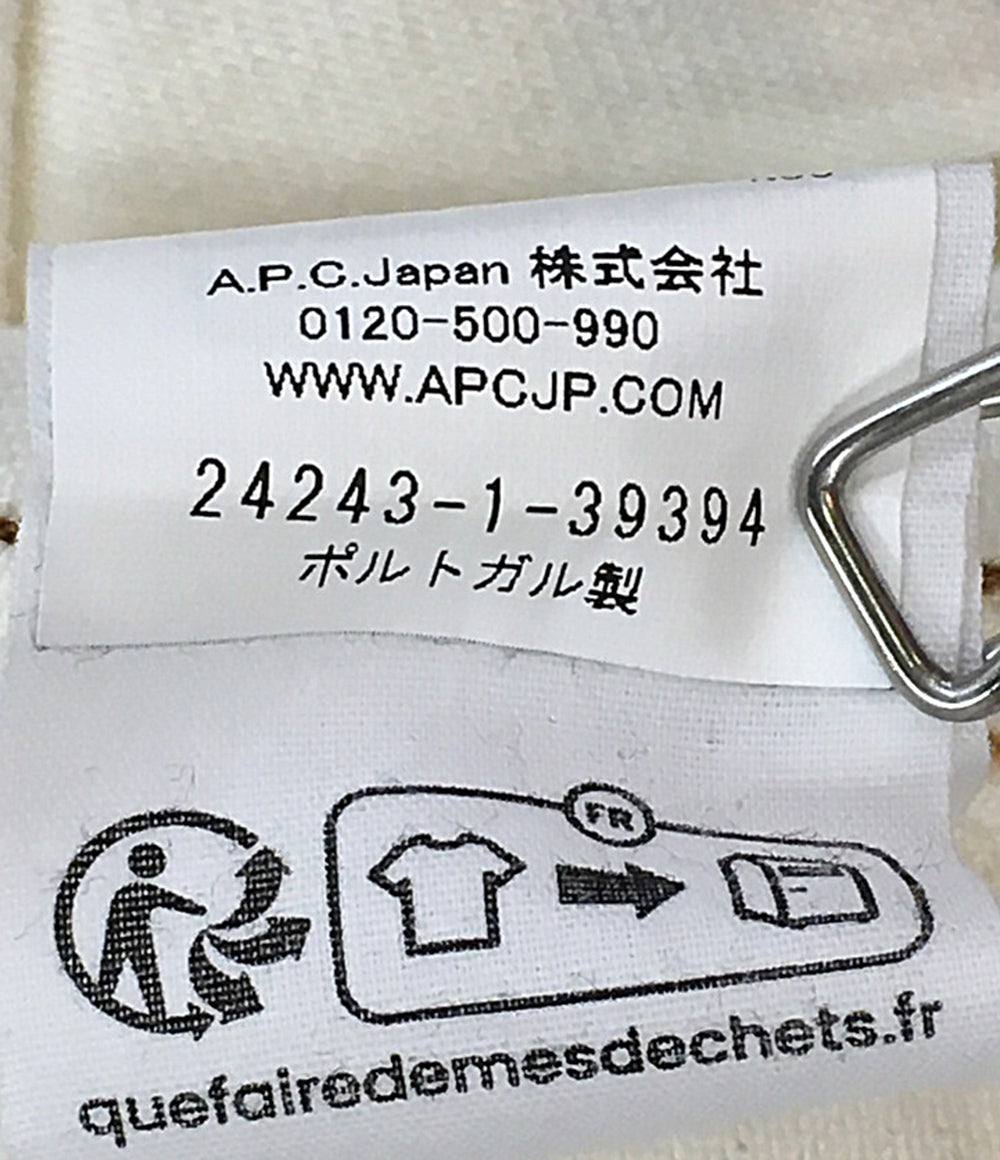 A.P.C.Japan 株式会社
0120-500-990
WWW.APCJP.COM
24243-1-39394
ポルトガル製
FR
quefairedemesdechets.fr